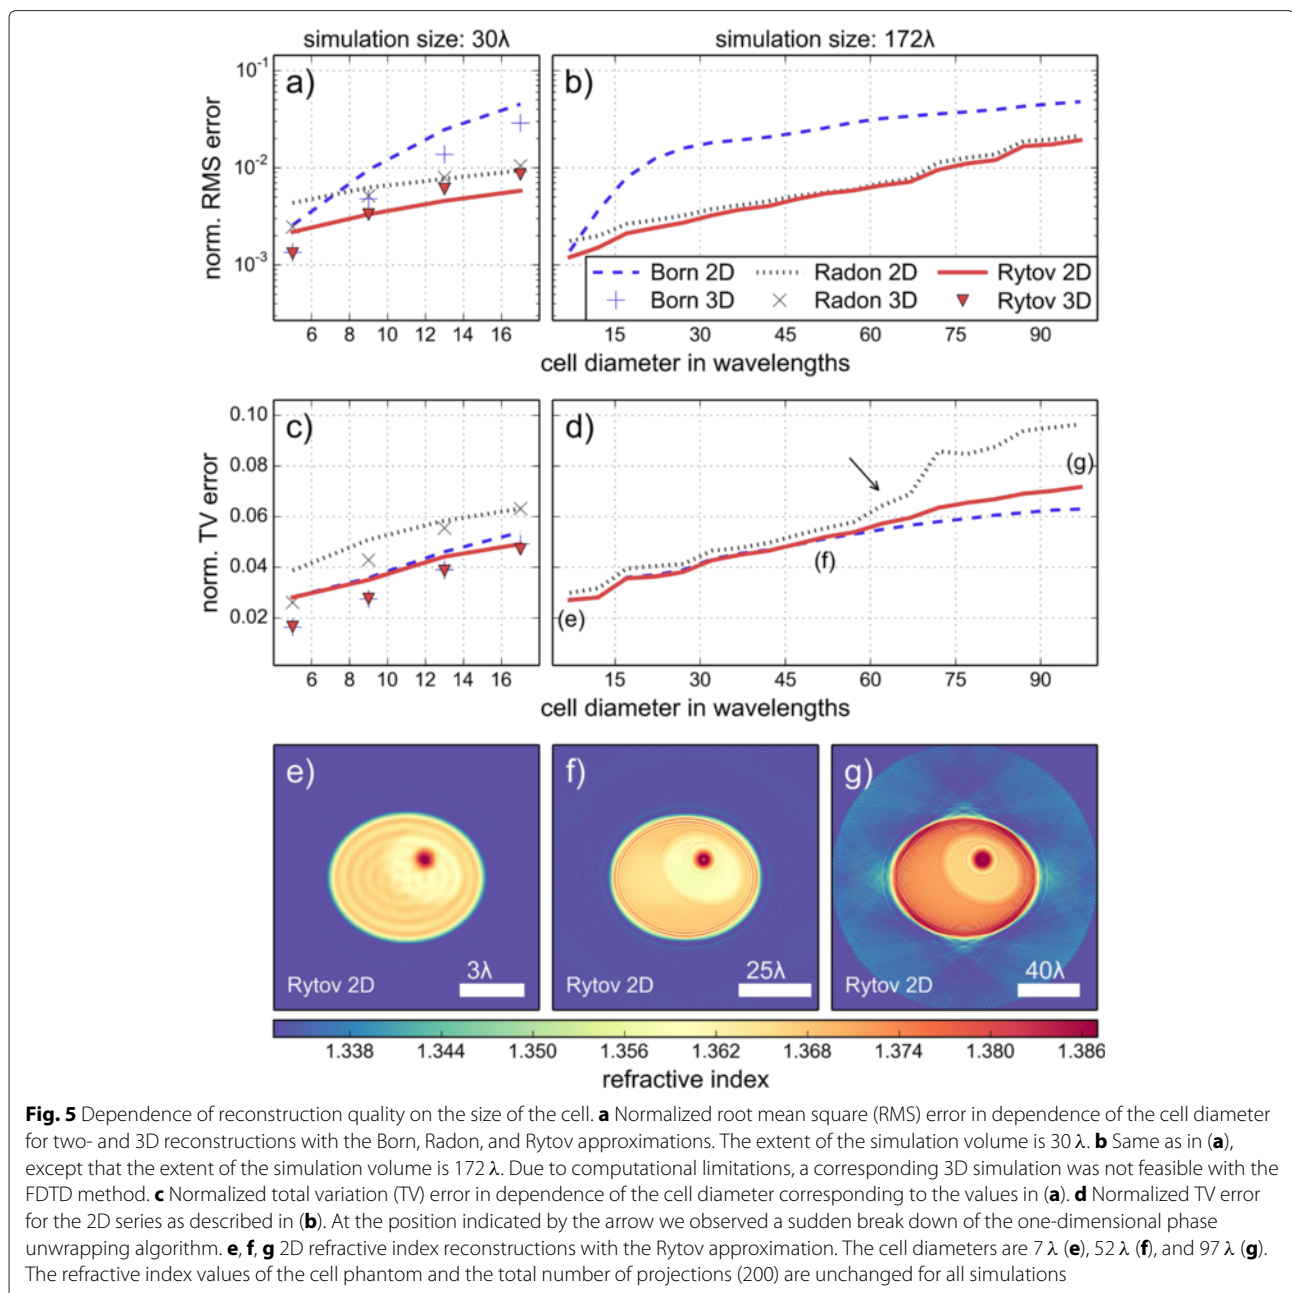 simulation size: 30λ
simulation size: 172λ
a)
b)
norm. RMS error
10⁻¹
10⁻²
10⁻³
Born 2D
Radon 2D
Rytov 2D
Born 3D
Radon 3D
Rytov 3D
6 8 10 12 14 16
15 30 45 60 75 90
cell diameter in wavelengths
c)
d)
norm. TV error
0.10
0.08
0.06
0.04
0.02
(e)
(f)
(g)
6 8 10 12 14 16
15 30 45 60 75 90
cell diameter in wavelengths
e)
f)
g)
Rytov 2D
3λ
Rytov 2D
25λ
Rytov 2D
40λ
1.338 1.344 1.350 1.356 1.362 1.368 1.374 1.380 1.386
refractive index
Fig. 5 Dependence of reconstruction quality on the size of the cell. a Normalized root mean square (RMS) error in dependence of the cell diameter
for two- and 3D reconstructions with the Born, Radon, and Rytov approximations. The extent of the simulation volume is 30 λ. b Same as in (a),
except that the extent of the simulation volume is 172 λ. Due to computational limitations, a corresponding 3D simulation was not feasible with the
FDTD method. c Normalized total variation (TV) error in dependence of the cell diameter corresponding to the values in (a). d Normalized TV error
for the 2D series as described in (b). At the position indicated by the arrow we observed a sudden break down of the one-dimensional phase
unwrapping algorithm. e, f, g 2D refractive index reconstructions with the Rytov approximation. The cell diameters are 7 λ (e), 52 λ (f), and 97 λ (g).
The refractive index values of the cell phantom and the total number of projections (200) are unchanged for all simulations